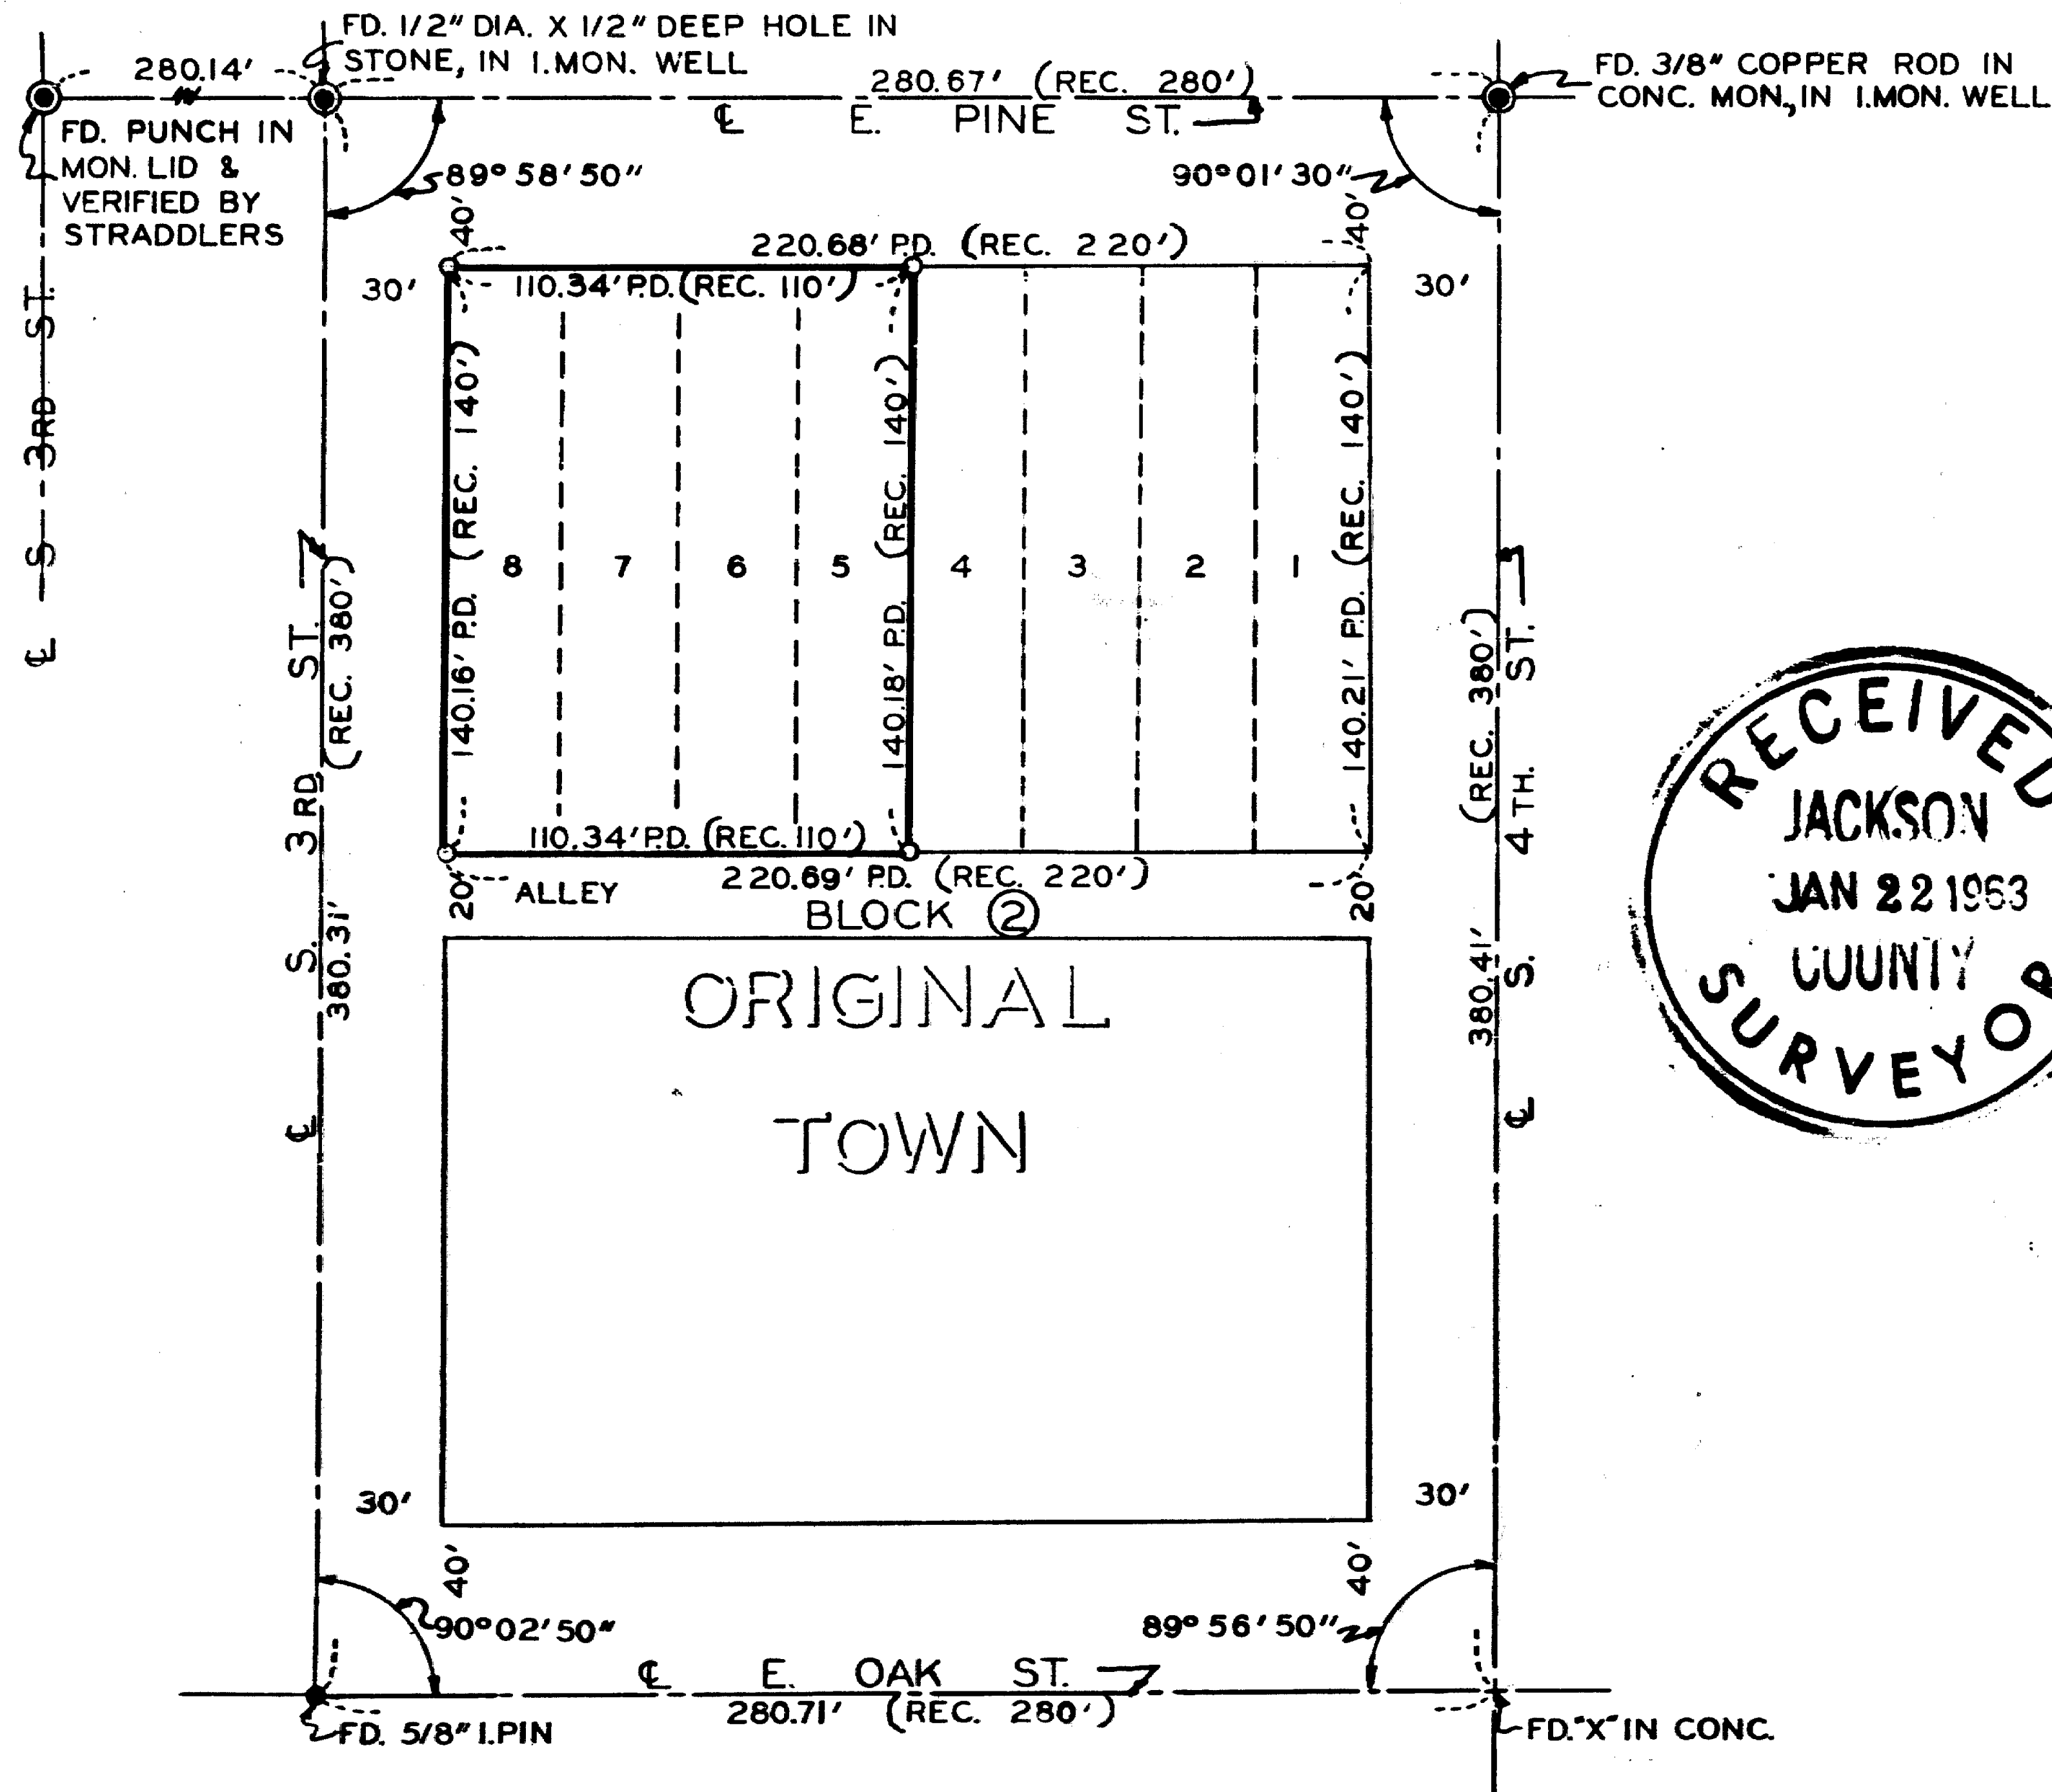 FD. 1/2" DIA. X 1/2" DEEP HOLE IN
STONE, IN I.MON. WELL
280.14'
280.67' (REC. 280')
℄ E. PINE ST.
FD. 3/8" COPPER ROD IN
CONC. MON., IN I.MON. WELL
FD. PUNCH IN
MON. LID &
VERIFIED BY
STRADDLERS
89° 58' 50"
90° 01' 30"
40'
40'
220.68' P.D. (REC. 220')
30'
110.34' P.D. (REC. 110')
30'
℄ S 3RD ST.
140.16' P.D. (REC. 140')
140.18' P.D. (REC. 140')
140.21' P.D. (REC. 140')
8 7 6 5 4 3 2 1
℄ S. 3RD ST.
380.31' (REC. 380')
℄ S. 4TH. ST.
380.41' (REC. 380')
110.34' P.D. (REC. 110')
220.69' P.D. (REC. 220')
20'
ALLEY
20'
BLOCK 2
ORIGINAL
TOWN
RECEIVED
JACKSON
JAN 22 1963
COUNTY
SURVEYOR
30'
30'
40'
40'
90° 02' 50"
89° 56' 50"
℄ E. OAK ST.
280.71' (REC. 280')
FD. 5/8" I.PIN
FD. "X" IN CONC.